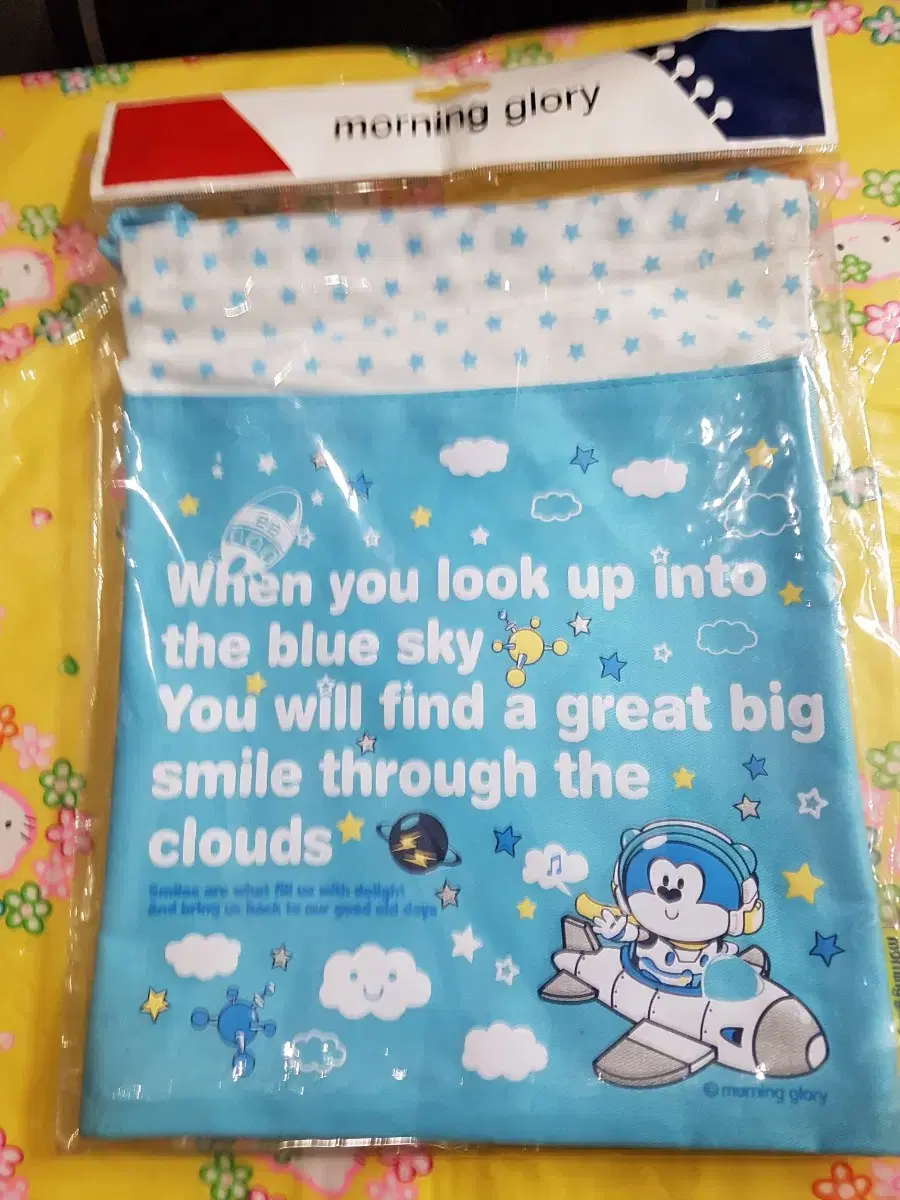 morning glory
When you look up into
the blue sky
You will find a great big
smile through the
clouds
Smiles are what fill us with delight
And bring us back to our good old days
© morning glory